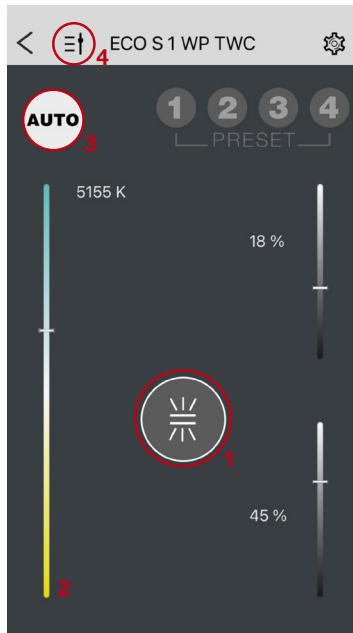 ECO S 1 WP TWC
4
AUTO
3
1 2 3 4
PRESET
5155 K
18 %
1
45 %
2